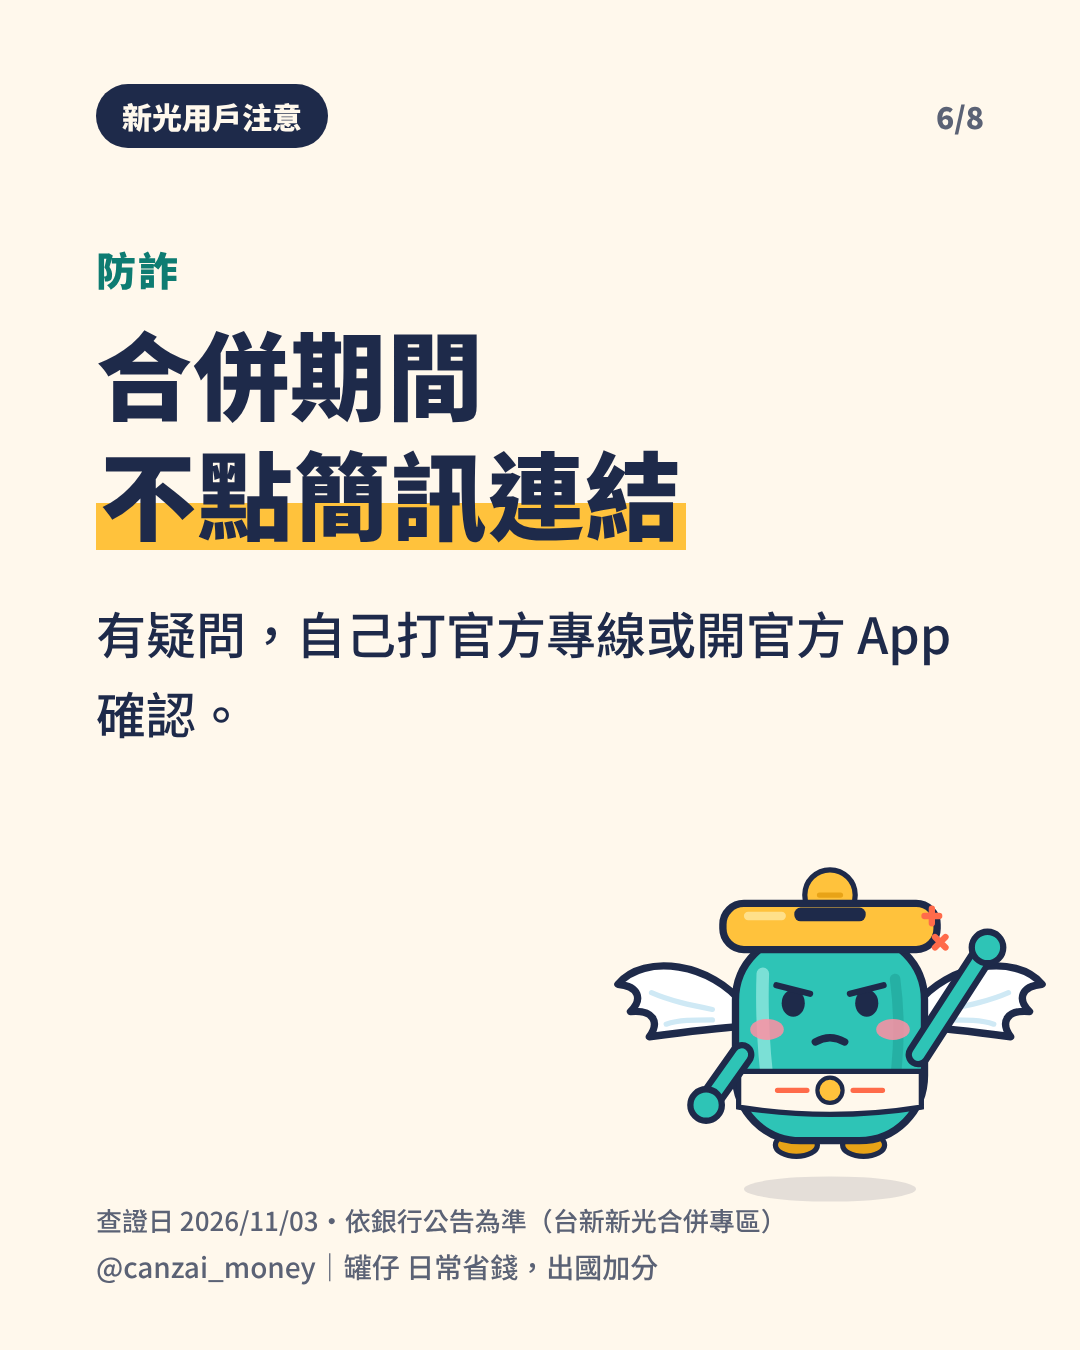 新光用戶注意
6/8
防詐
合併期間
不點簡訊連結
有疑問，自己打官方專線或開官方 App
確認。
查證日 2026/11/03・依銀行公告為準（台新新光合併專區）
@canzai_money｜罐仔 日常省錢，出國加分